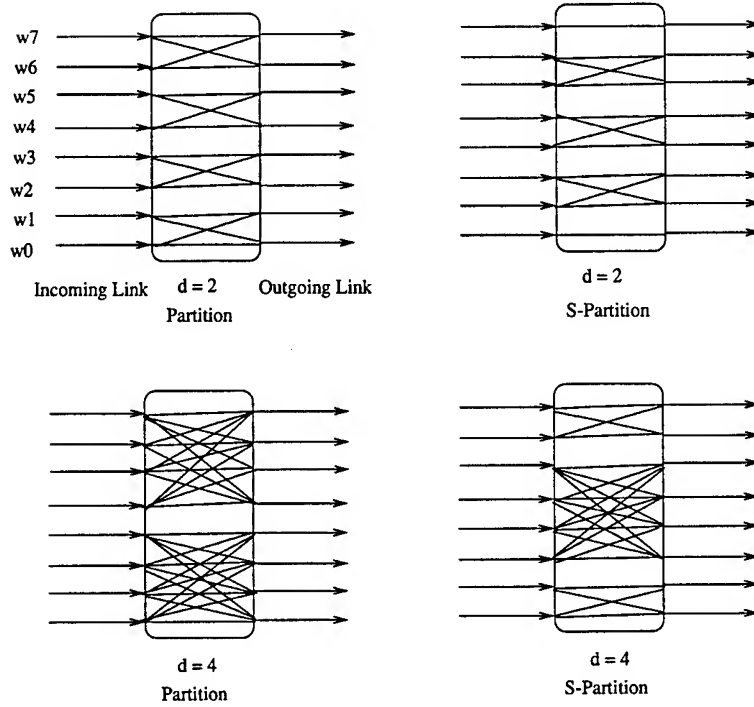 w7
w6
w5
w4
w3
w2
w1
w0
Incoming Link
d = 2
Outgoing Link
Partition
d = 2
S-Partition
d = 4
Partition
d = 4
S-Partition